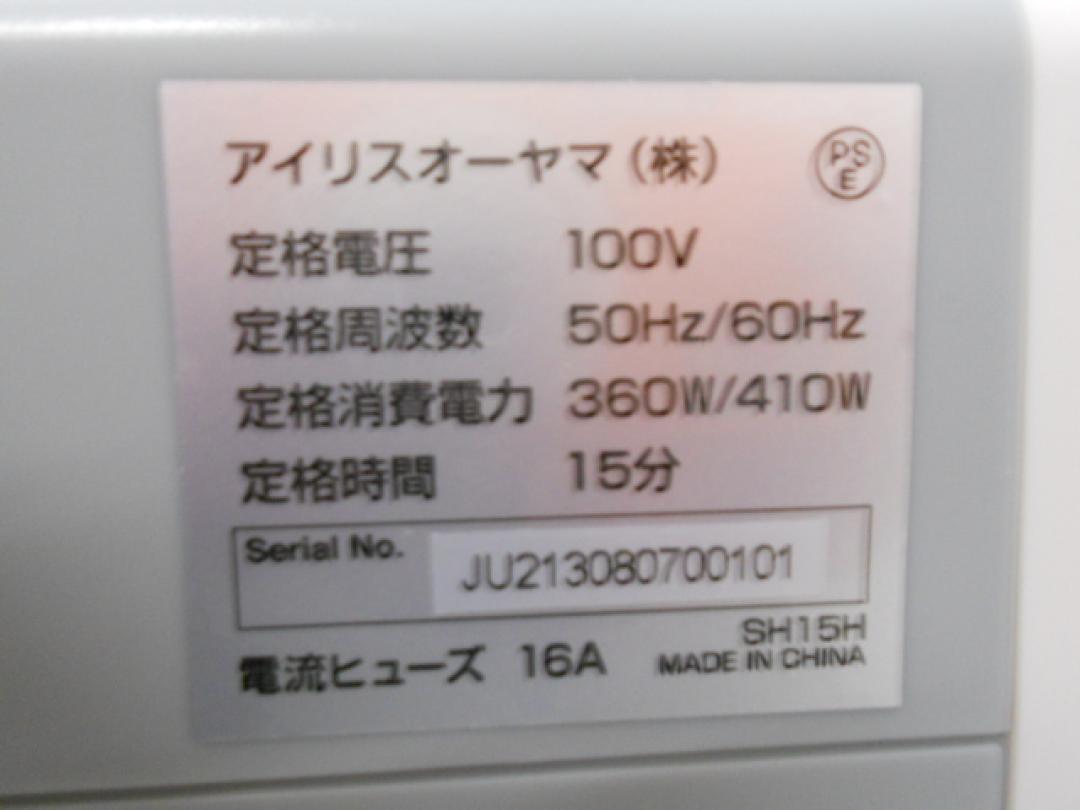 アイリスオーヤマ（株）
PS
E
定格電圧 100V
定格周波数 50Hz/60Hz
定格消費電力 360W/410W
定格時間 15分
Serial No. JU213080700101
SH15H
電流ヒューズ 16A MADE IN CHINA